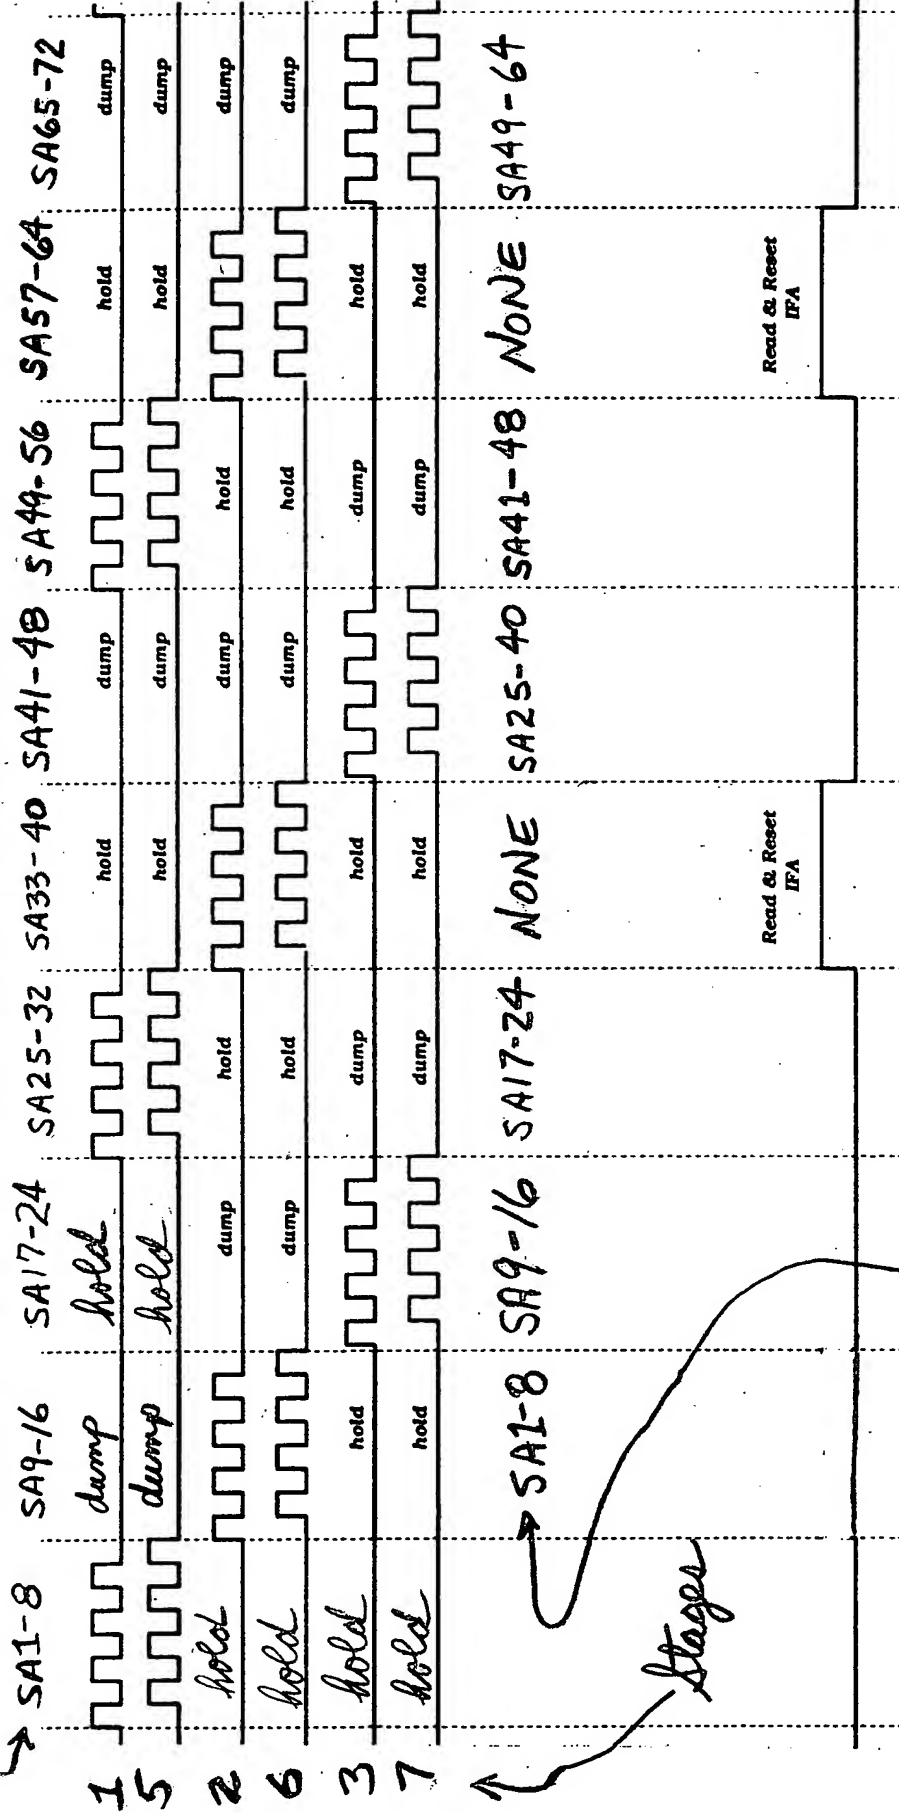 SA1-8 SA9-16 SA17-24 SA25-32 SA33-40 SA41-48 SA49-56 SA57-64 SA65-72
1 dump hold hold dump hold dump
5 dump hold hold dump hold dump
2 hold dump hold dump hold dump
6 hold dump hold dump hold dump
3 hold hold dump hold dump hold
7 hold hold dump hold dump hold
SA1-8 SA9-16 SA17-24 NONE SA25-40 SA41-48 NONE SA49-64
Stages
Read & Reset Read & Reset
IFA IFA